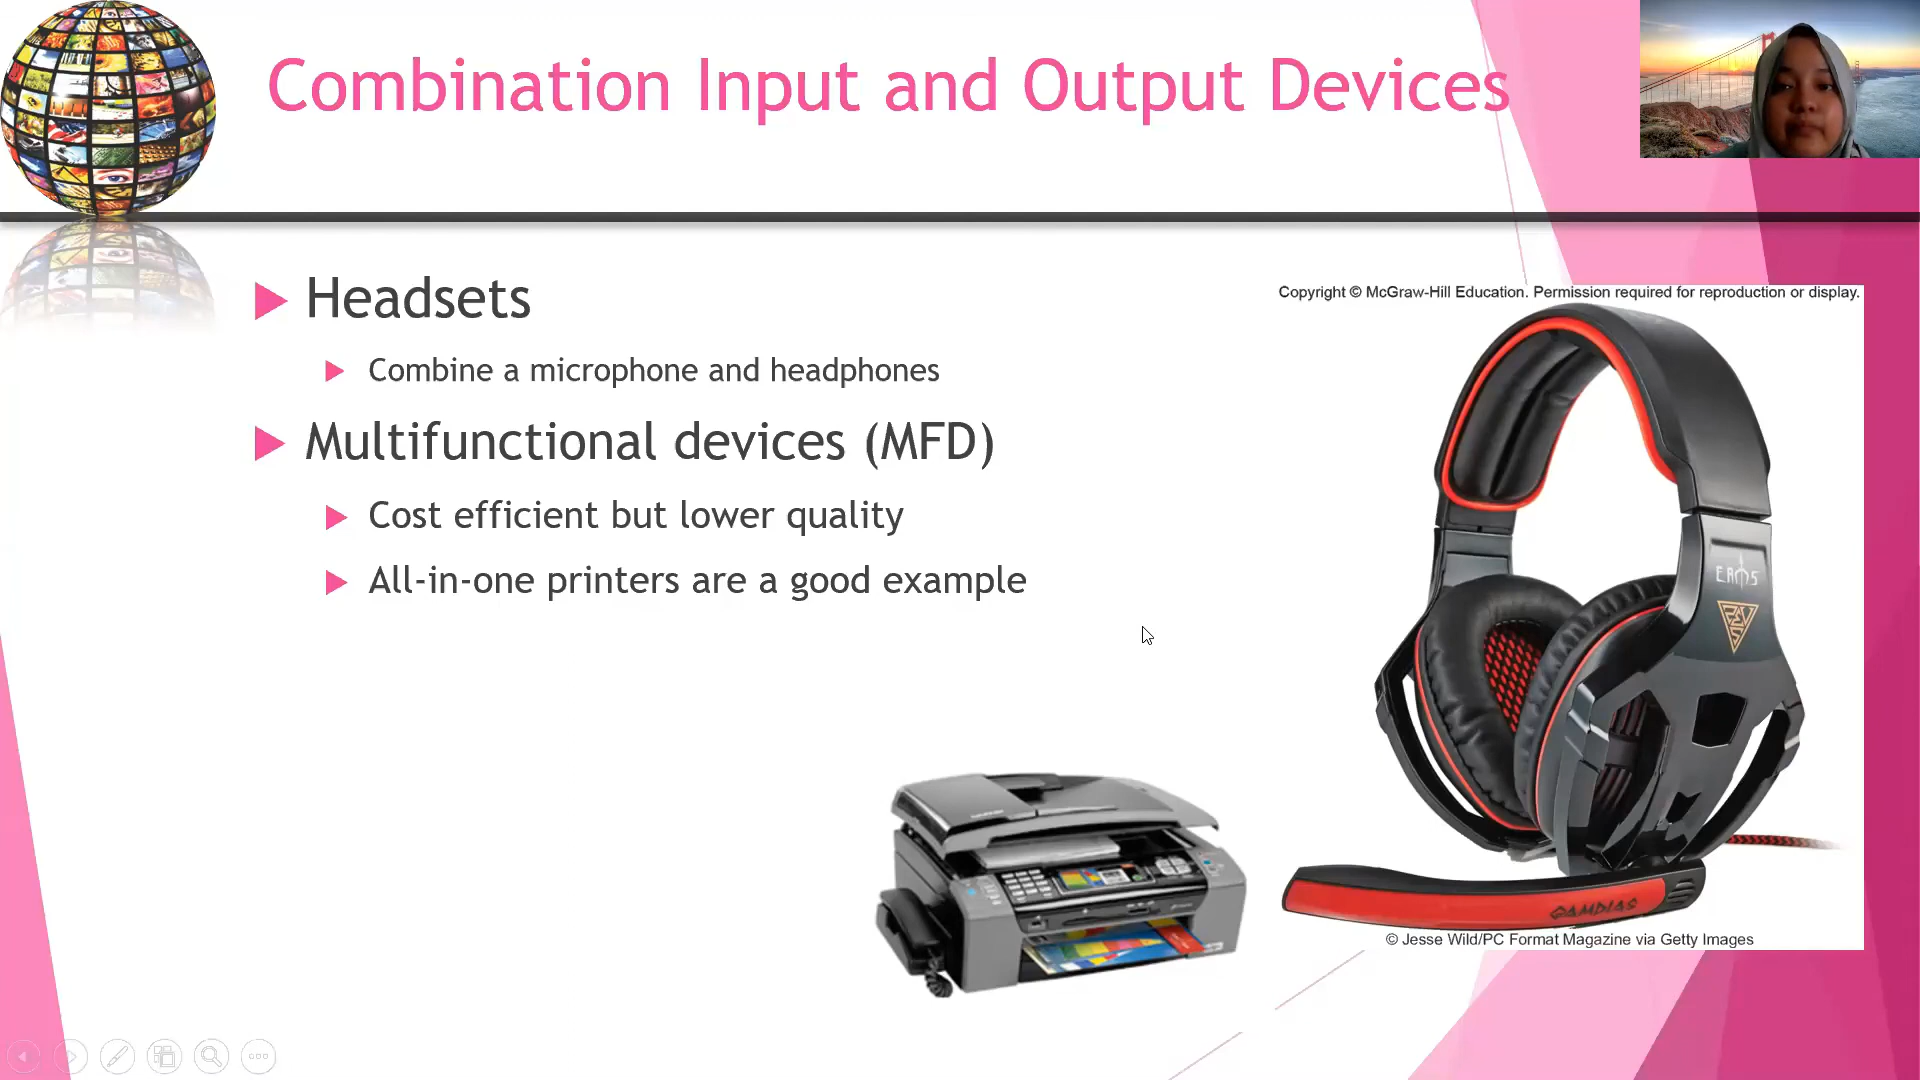 Combination Input and Output Devices
Headsets
Combine a microphone and headphones
Multifunctional devices (MFD)
Cost efficient but lower quality
All-in-one printers are a good example
Copyright © McGraw-Hill Education. Permission required for reproduction or display.
GAMDIAS
© Jesse Wild/PC Format Magazine via Getty Images